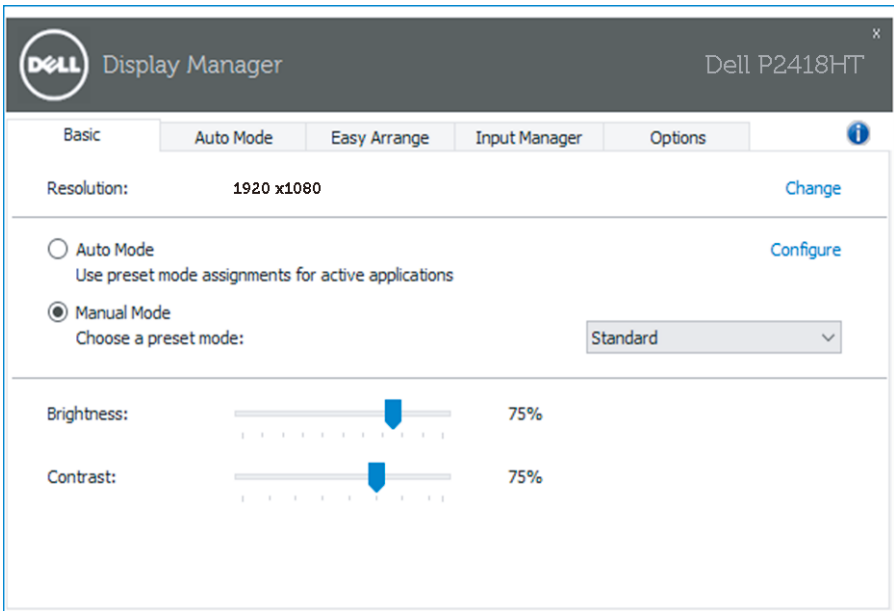 x
DELL Display Manager Dell P2418HT
Basic Auto Mode Easy Arrange Input Manager Options i
Resolution: 1920 x1080 Change
Auto Mode Configure
Use preset mode assignments for active applications
Manual Mode
Choose a preset mode: Standard
Brightness: 75%
Contrast: 75%